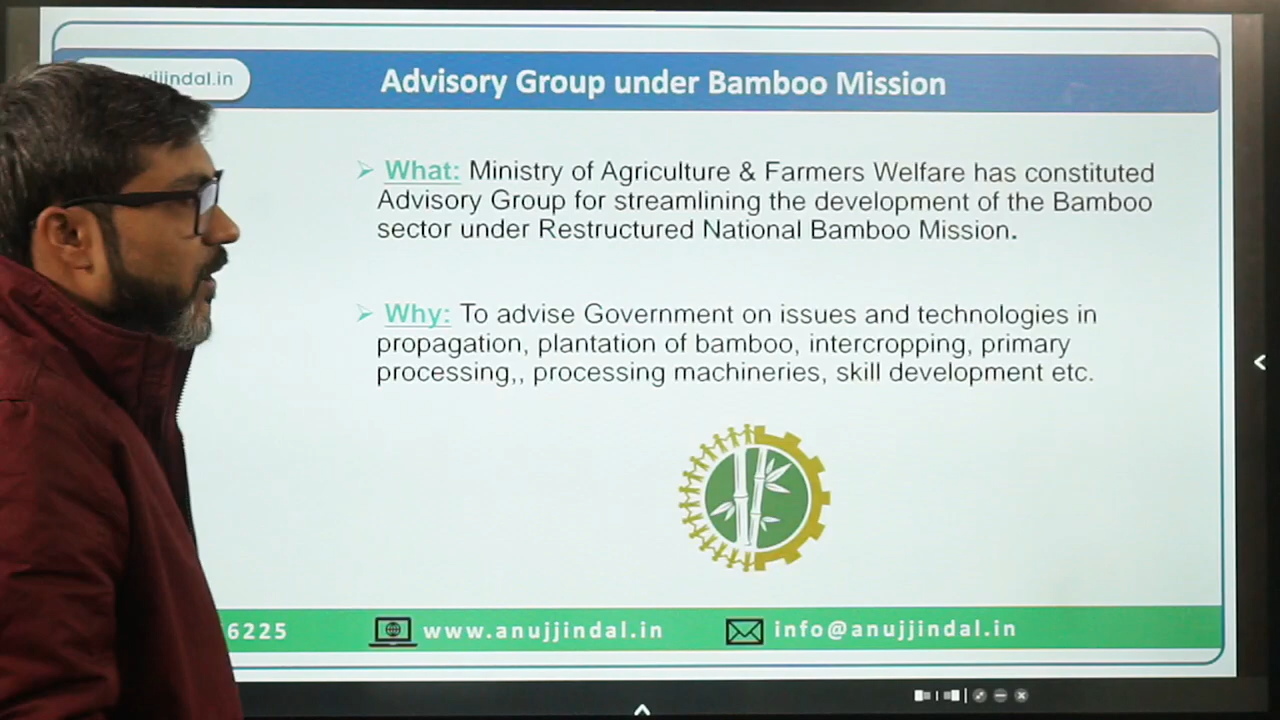 jindal.in
Advisory Group under Bamboo Mission
What: Ministry of Agriculture & Farmers Welfare has constituted
Advisory Group for streamlining the development of the Bamboo
sector under Restructured National Bamboo Mission.
Why: To advise Government on issues and technologies in
propagation, plantation of bamboo, intercropping, primary
processing,, processing machineries, skill development etc.
6225
www.anujjindal.in
info@anujjindal.in